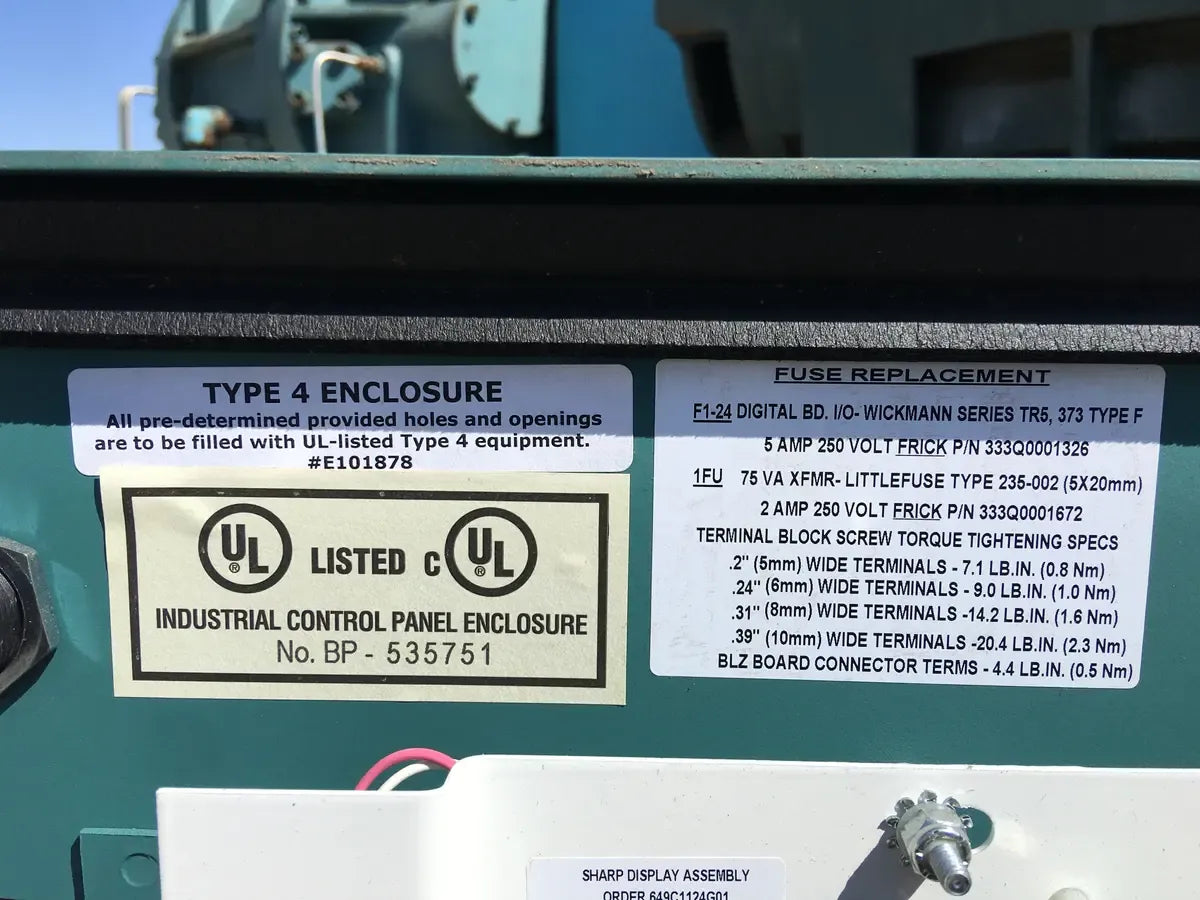 TYPE 4 ENCLOSURE
All pre-determined provided holes and openings
are to be filled with UL-listed Type 4 equipment.
#E101878
UL ® LISTED C UL ®
INDUSTRIAL CONTROL PANEL ENCLOSURE
No. BP - 535751
FUSE REPLACEMENT
F1-24 DIGITAL BD. I/O- WICKMANN SERIES TR5, 373 TYPE F
5 AMP 250 VOLT FRICK P/N 333Q0001326
1FU 75 VA XFMR- LITTLEFUSE TYPE 235-002 (5X20mm)
2 AMP 250 VOLT FRICK P/N 333Q0001672
TERMINAL BLOCK SCREW TORQUE TIGHTENING SPECS
.2" (5mm) WIDE TERMINALS - 7.1 LB.IN. (0.8 Nm)
.24" (6mm) WIDE TERMINALS - 9.0 LB.IN. (1.0 Nm)
.31" (8mm) WIDE TERMINALS -14.2 LB.IN. (1.6 Nm)
.39" (10mm) WIDE TERMINALS -20.4 LB.IN. (2.3 Nm)
BLZ BOARD CONNECTOR TERMS - 4.4 LB.IN. (0.5 Nm)
SHARP DISPLAY ASSEMBLY
ORDER 649C1124G01